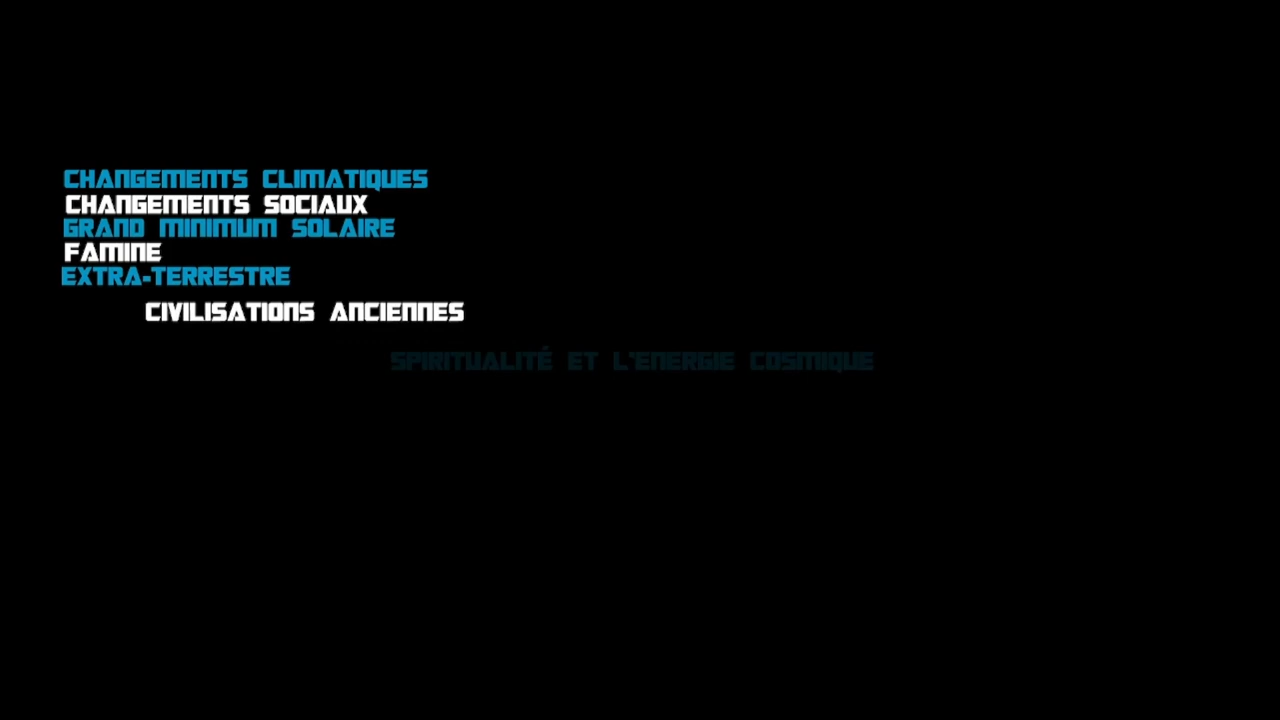 CHANGEMENTS CLIMATIQUES
CHANGEMENTS SOCIAUX
GRAND MINIMUM SOLAIRE
FAMINE
EXTRA-TERRESTRE
CIVILISATIONS ANCIENNES
SPIRITUALITÉ ET L'ENERGIE COSMIQUE